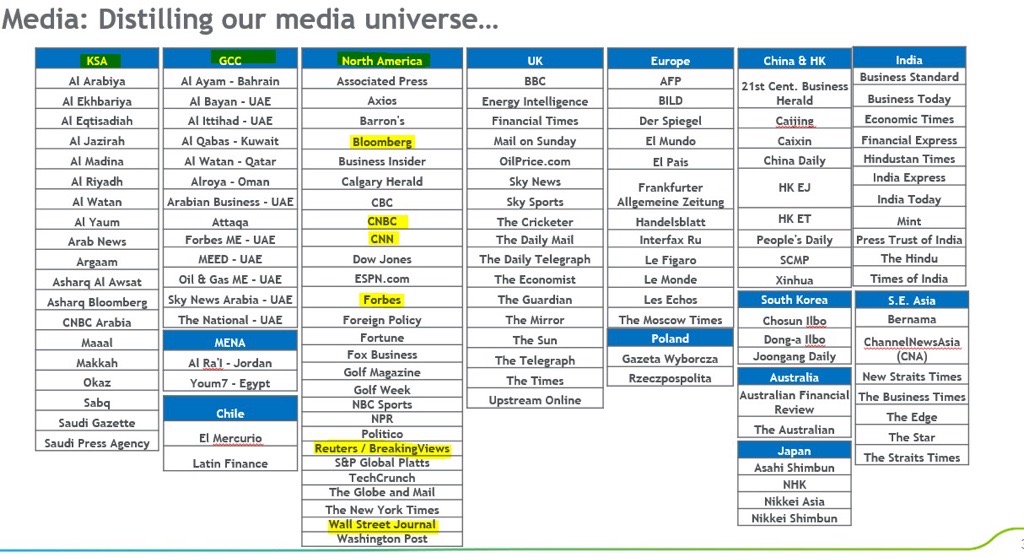 Media: Distilling our media universe...
KSA
Al Arabiya
Al Ekhbariya
Al Eqtisadiah
Al Jazirah
Al Madina
Al Riyadh
Al Watan
Al Yaum
Arab News
Argaam
Asharq Al Awsat
Asharq Bloomberg
CNBC Arabia
Maaal
Makkah
Okaz
Sabq
Saudi Gazette
Saudi Press Agency
GCC
Al Ayam - Bahrain
Al Bayan - UAE
Al Ittihad - UAE
Al Qabas - Kuwait
Al Watan - Qatar
Alroya - Oman
Arabian Business - UAE
Attaqa
Forbes ME - UAE
MEED - UAE
Oil & Gas ME - UAE
Sky News Arabia - UAE
The National - UAE
MENA
Al Ra'i - Jordan
Youm7 - Egypt
Chile
El Mercurio
Latin Finance
North America
Associated Press
Axios
Barron's
Bloomberg
Business Insider
Calgary Herald
CBC
CNBC
CNN
Dow Jones
ESPN.com
Forbes
Foreign Policy
Fortune
Fox Business
Golf Magazine
Golf Week
NBC Sports
NPR
Politico
Reuters / BreakingViews
S&P Global Platts
TechCrunch
The Globe and Mail
The New York Times
Wall Street Journal
Washington Post
UK
BBC
Energy Intelligence
Financial Times
Mail on Sunday
OilPrice.com
Sky News
Sky Sports
The Cricketer
The Daily Mail
The Daily Telegraph
The Economist
The Guardian
The Mirror
The Sun
The Telegraph
The Times
Upstream Online
Europe
AFP
BILD
Der Spiegel
El Mundo
El Pais
Frankfurter
Allgemeine Zeitung
Handelsblatt
Interfax Ru
Le Figaro
Le Monde
Les Echos
The Moscow Times
Poland
Gazeta Wyborcza
Rzeczpospolita
China & HK
21st Cent. Business
Herald
Caijing
Caixin
China Daily
HK EJ
HK ET
People's Daily
SCMP
Xinhua
South Korea
Chosun Ilbo
Dong-a Ilbo
Joongang Daily
Australia
Australian Financial
Review
The Australian
Japan
Asahi Shimbun
NHK
Nikkei Asia
Nikkei Shimbun
India
Business Standard
Business Today
Economic Times
Financial Express
Hindustan Times
India Express
India Today
Mint
Press Trust of India
The Hindu
Times of India
S.E. Asia
Bernama
ChannelNewsAsia
(CNA)
New Straits Times
The Business Times
The Edge
The Star
The Straits Times